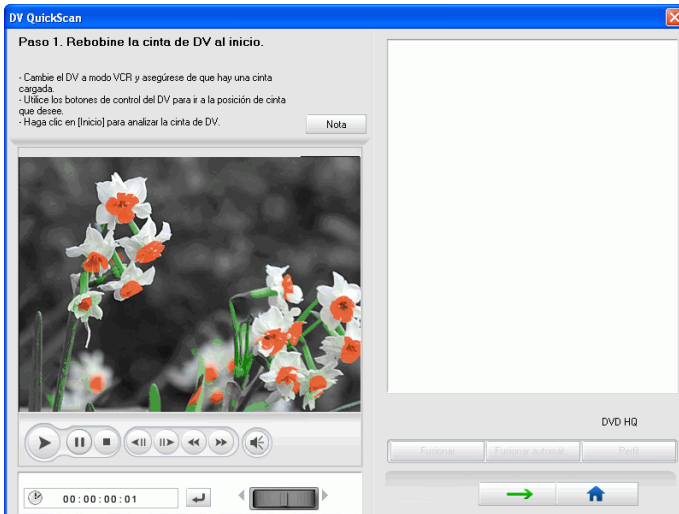 DV QuickScan
Paso 1. Rebobine la cinta de DV al inicio.
- Cambie el DV a modo VCR y asegúrese de que hay una cinta
cargada.
- Utilice los botones de control del DV para ir a la posición de cinta
que desee.
- Haga clic en [Inicio] para analizar la cinta de DV.
Nota
DVD HQ
Fusionar
Fusionar automát
Perfil
00:00:00:01